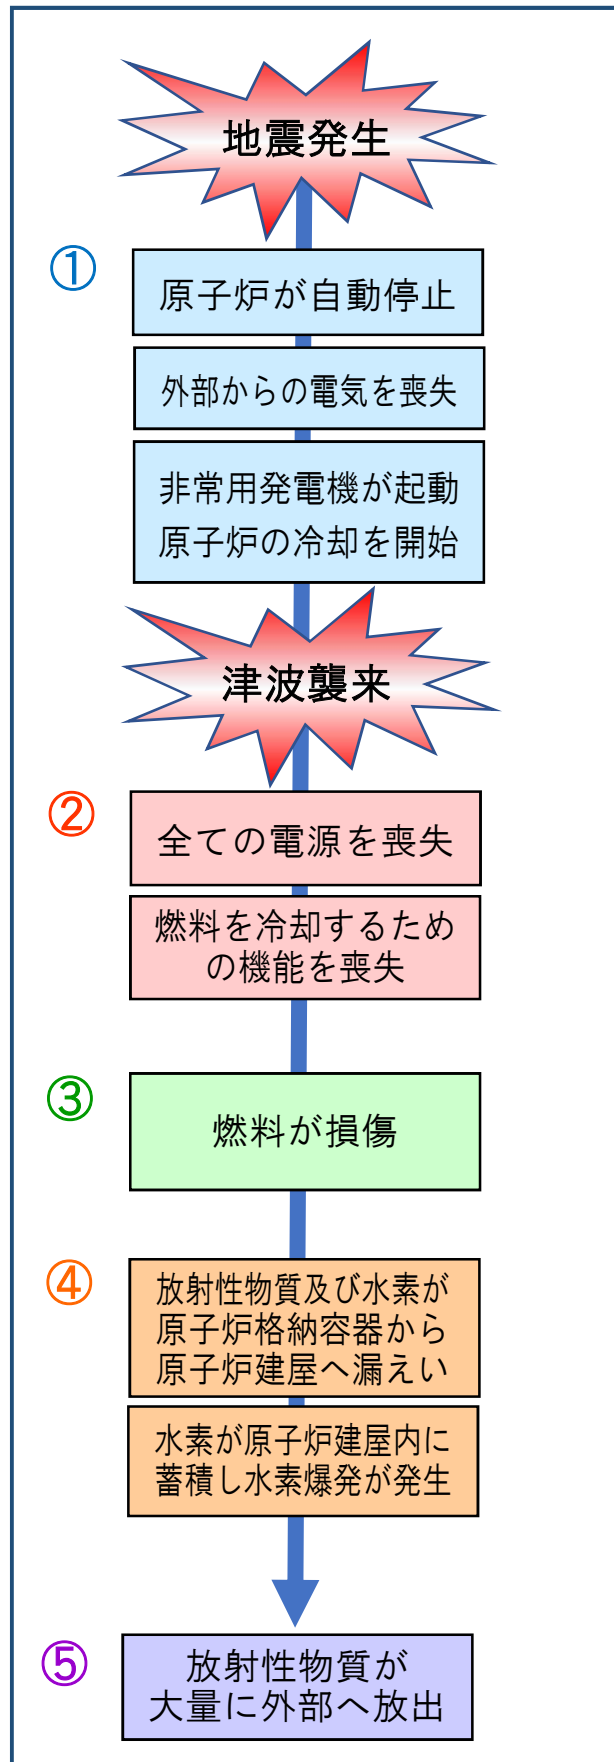 地震発生
①
原子炉が自動停止
外部からの電気を喪失
非常用発電機が起動
原子炉の冷却を開始
津波襲来
②
全ての電源を喪失
燃料を冷却するため
の機能を喪失
③
燃料が損傷
④
放射性物質及び水素が
原子炉格納容器から
原子炉建屋へ漏えい
水素が原子炉建屋内に
蓄積し水素爆発が発生
⑤
放射性物質が
大量に外部へ放出